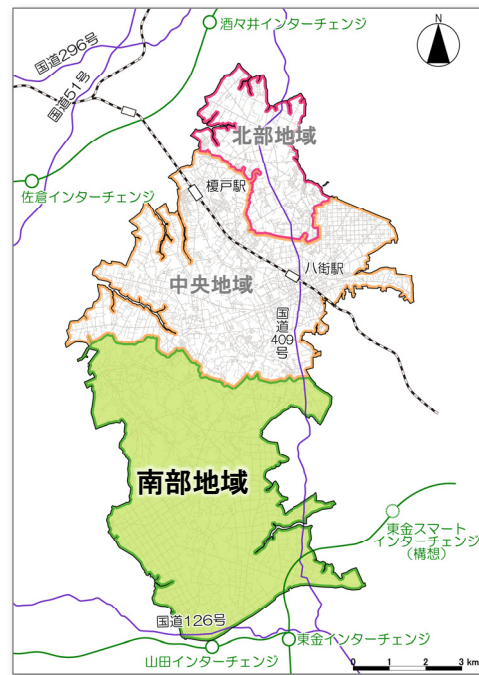 酒々井インターチェンジ
N
国道296号
国道51号
北部地域
榎戸駅
佐倉インターチェンジ
八街駅
中央地域
国道409号
南部地域
東金スマート
インターチェンジ
(構想)
国道126号
東金インターチェンジ
山田インターチェンジ
0 1 2 3 km